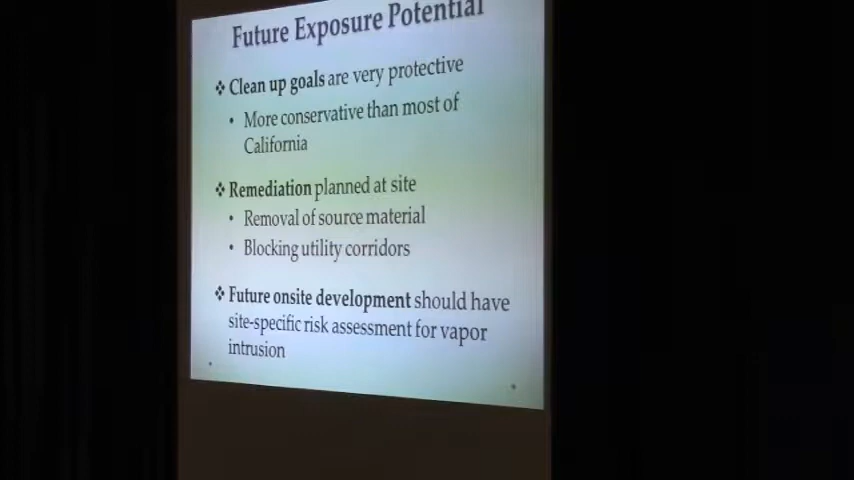 Future Exposure Potential
❖ Clean up goals are very protective
• More conservative than most of
California
❖ Remediation planned at site
• Removal of source material
• Blocking utility corridors
❖ Future onsite development should have
site-specific risk assessment for vapor
intrusion